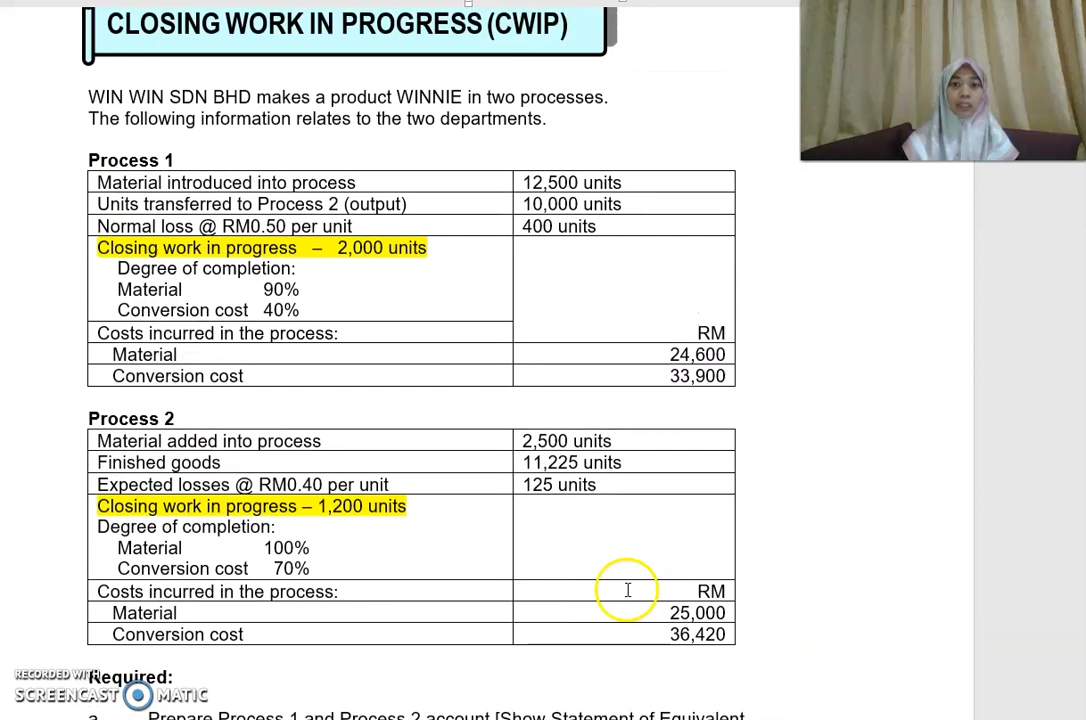 CLOSING WORK IN PROGRESS (CWIP)
WIN WIN SDN BHD makes a product WINNIE in two processes.
The following information relates to the two departments.
Process 1
Material introduced into process 12,500 units
Units transferred to Process 2 (output) 10,000 units
Normal loss @ RM0.50 per unit 400 units
Closing work in progress – 2,000 units
Degree of completion:
Material 90%
Conversion cost 40%
Costs incurred in the process: RM
Material 24,600
Conversion cost 33,900
Process 2
Material added into process 2,500 units
Finished goods 11,225 units
Expected losses @ RM0.40 per unit 125 units
Closing work in progress – 1,200 units
Degree of completion:
Material 100%
Conversion cost 70%
Costs incurred in the process: RM
Material 25,000
Conversion cost 36,420
Required:
RECORDED WITH
SCREENCAST MATIC
a. Prepare Process 1 and Process 2 account [Show Statement of Equivalent